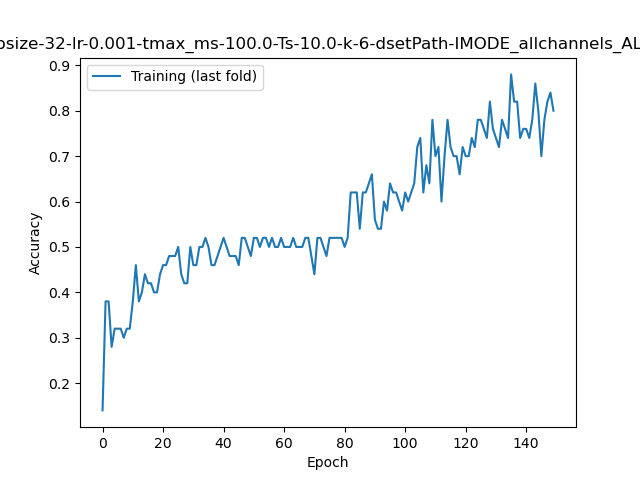 osize-32-lr-0.001-tmax_ms-100.0-Ts-10.0-k-6-dsetPath-IMODE_allchannels_AL
Training (last fold)
0.9
0.8
0.7
0.6
0.5
0.4
0.3
0.2
Accuracy
0 20 40 60 80 100 120 140
Epoch